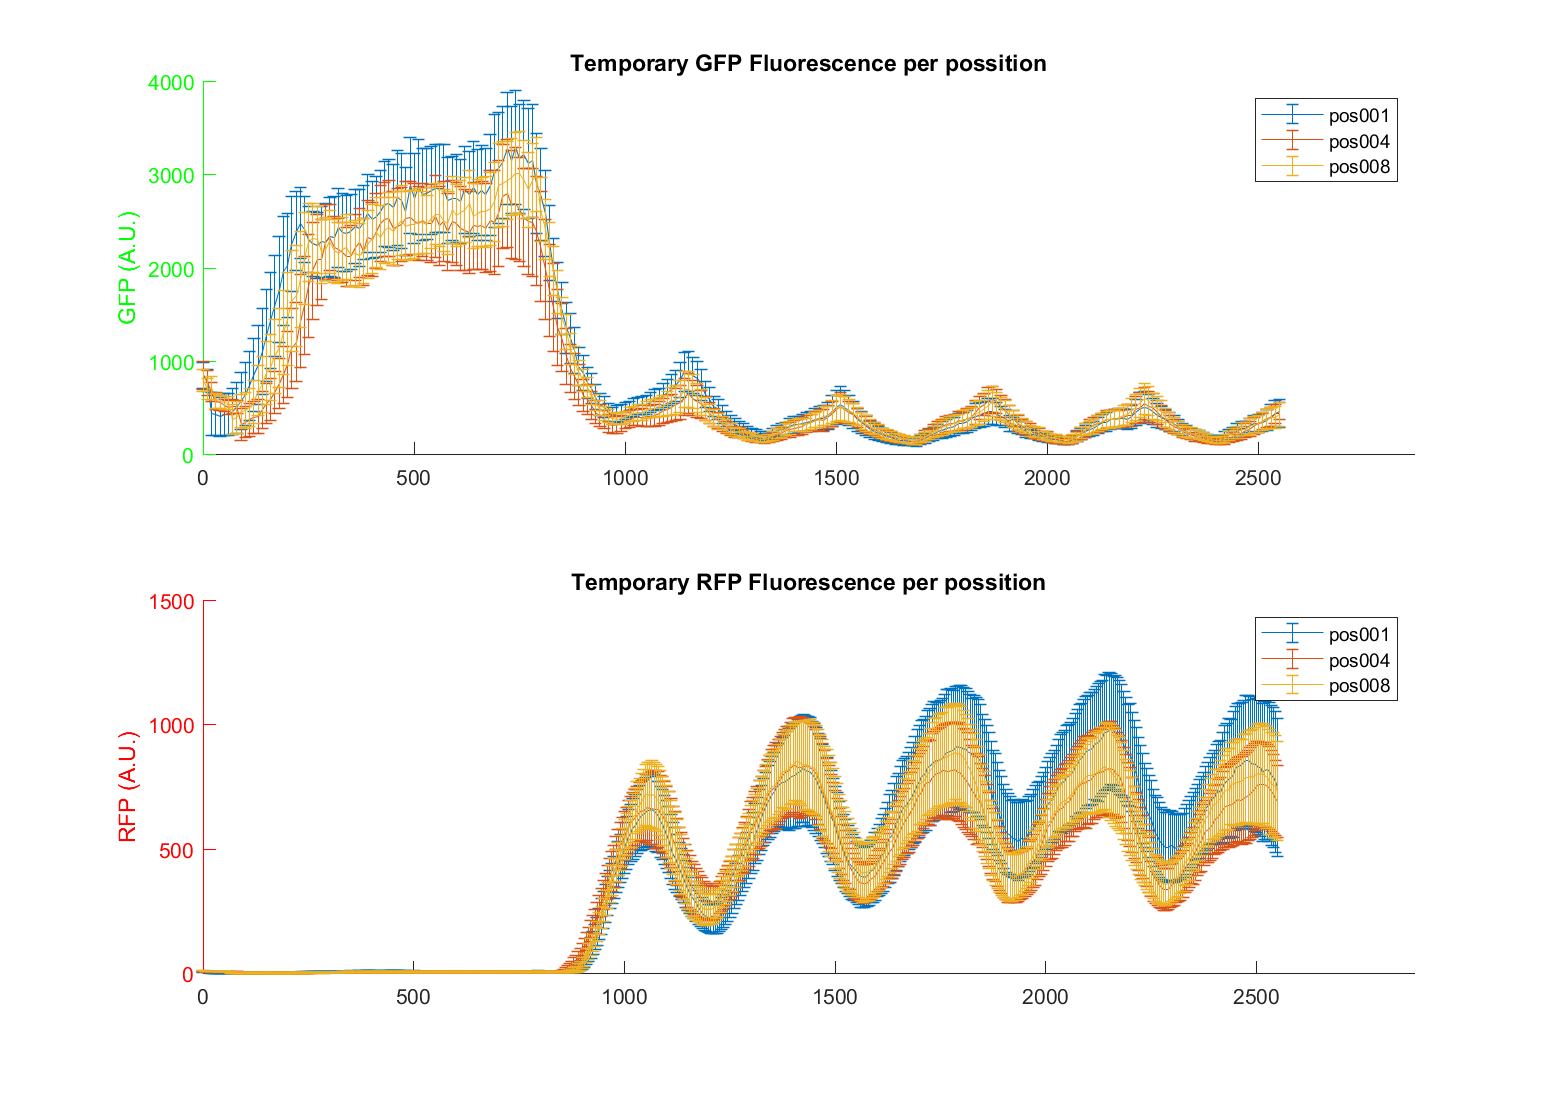 Temporary GFP Fluorescence per possition
4000
3000
2000
1000
0
GFP (A.U.)
0 500 1000 1500 2000 2500
pos001
pos004
pos008
Temporary RFP Fluorescence per possition
1500
1000
500
0
RFP (A.U.)
0 500 1000 1500 2000 2500
pos001
pos004
pos008